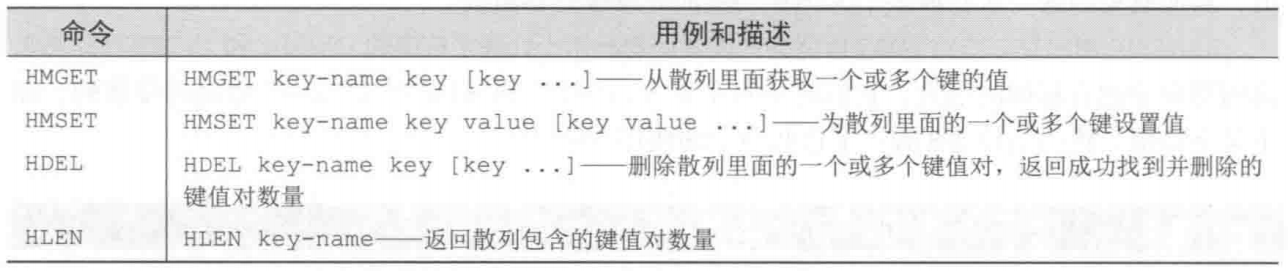 命令 用例和描述
HMGET HMGET key-name key [key ...]——从散列里面获取一个或多个键的值
HMSET HMSET key-name key value [key value ...]——为散列里面的一个或多个键设置值
HDEL HDEL key-name key [key ...]——删除散列里面的一个或多个键值对，返回成功找到并删除的
键值对数量
HLEN HLEN key-name——返回散列包含的键值对数量